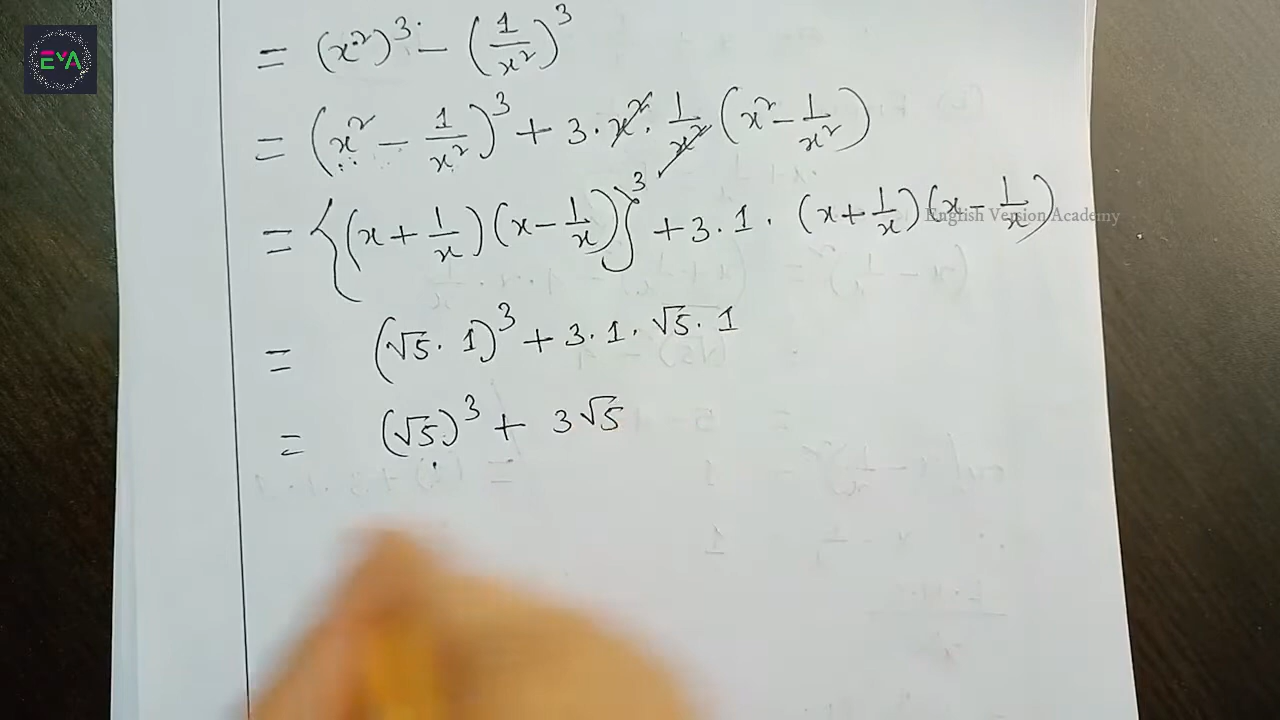 EYA
= (x²)³ − (1/x²)³
= (x² − 1/x²)³ + 3 · x² · 1/x² (x² − 1/x²)
= {(x + 1/x)(x − 1/x)}³ + 3 . 1 . (x + 1/x)(x − 1/x)
English Version Academy
= (√5 · 1)³ + 3 · 1 · √5 · 1
= (√5)³ + 3√5